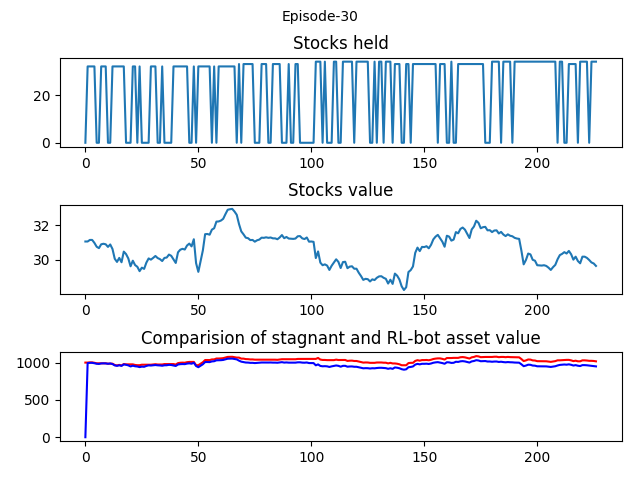 Episode-30
Stocks held
20
0
0 50 100 150 200
Stocks value
32
30
0 50 100 150 200
Comparision of stagnant and RL-bot asset value
1000
500
0
0 50 100 150 200